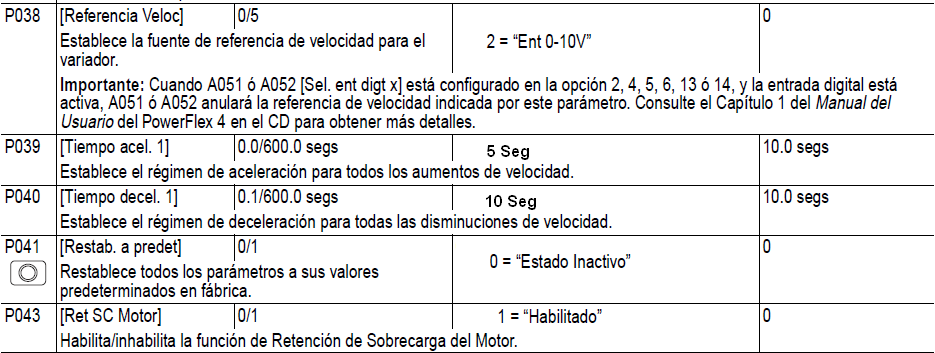 P038 [Referencia Veloc] 0/5 0
Establece la fuente de referencia de velocidad para el 2 = “Ent 0-10V”
variador.
Importante: Cuando A051 ó A052 [Sel. ent digt x] está configurado en la opción 2, 4, 5, 6, 13 ó 14, y la entrada digital está
activa, A051 ó A052 anulará la referencia de velocidad indicada por este parámetro. Consulte el Capítulo 1 del Manual del
Usuario del PowerFlex 4 en el CD para obtener más detalles.
P039 [Tiempo acel. 1] 0.0/600.0 segs 5 Seg 10.0 segs
Establece el régimen de aceleración para todos los aumentos de velocidad.
P040 [Tiempo decel. 1] 0.1/600.0 segs 10 Seg 10.0 segs
Establece el régimen de deceleración para todas las disminuciones de velocidad.
P041 [Restab. a predet] 0/1 0 = “Estado Inactivo” 0
Restablece todos los parámetros a sus valores
predeterminados en fábrica.
P043 [Ret SC Motor] 0/1 1 = “Habilitado” 0
Habilita/inhabilita la función de Retención de Sobrecarga del Motor.